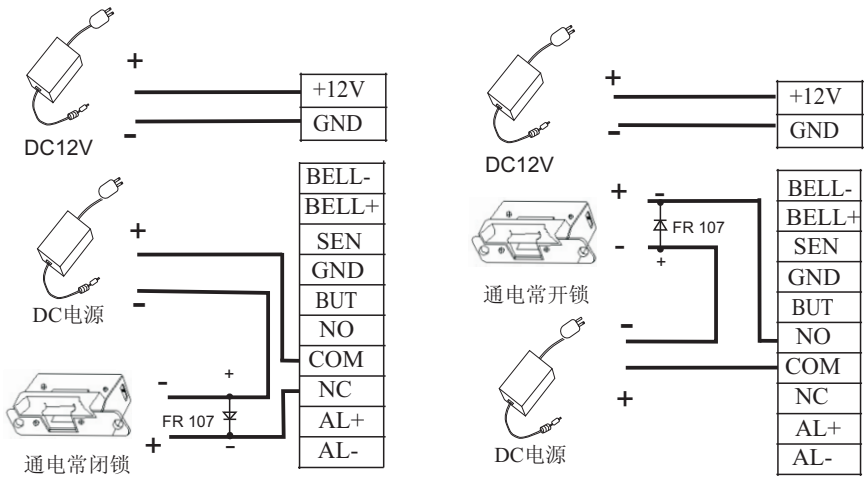 +
+12V
-
GND
DC12V
BELL-
BELL+
+
SEN
GND
-
BUT
DC电源
NO
COM
-
+
NC
FR 107
AL+
+
-
AL-
通电常闭锁
+
+12V
-
GND
DC12V
+
-
BELL-
FR 107
BELL+
-
+
SEN
GND
通电常开锁
BUT
-
NO
COM
+
NC
AL+
DC电源
AL-